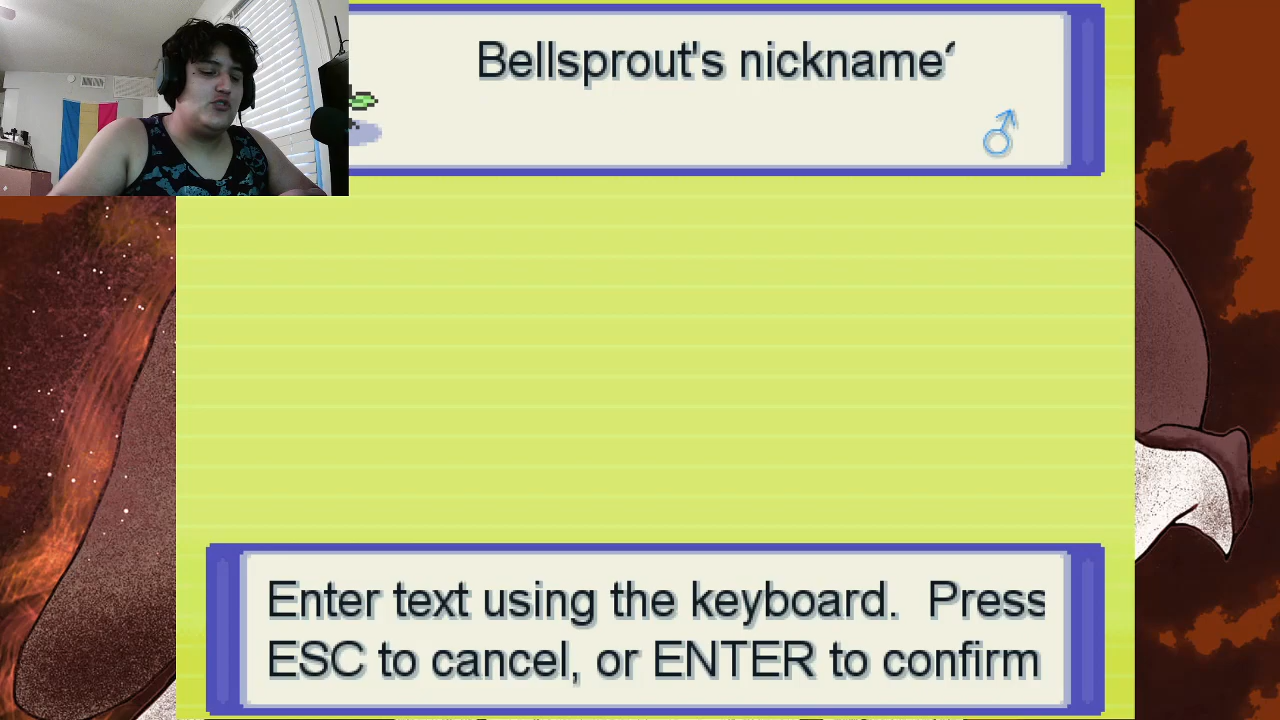 Bellsprout's nickname
Enter text using the keyboard. Press
ESC to cancel, or ENTER to confirm